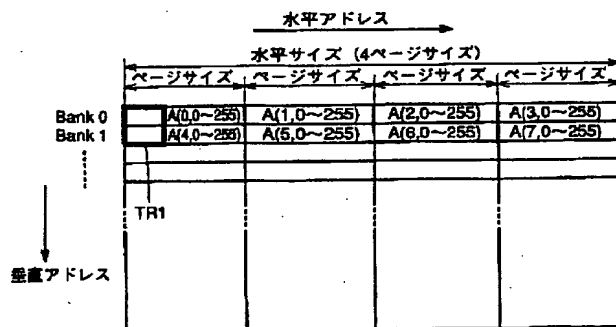 水平アドレス
水平サイズ (4ページサイズ)
ページサイズ ページサイズ ページサイズ ページサイズ
Bank 0 A(0,0〜255) A(1,0〜255) A(2,0〜255) A(3,0〜255)
Bank 1 A(4,0〜255) A(5,0〜255) A(6,0〜255) A(7,0〜255)
TR1
垂直アドレス